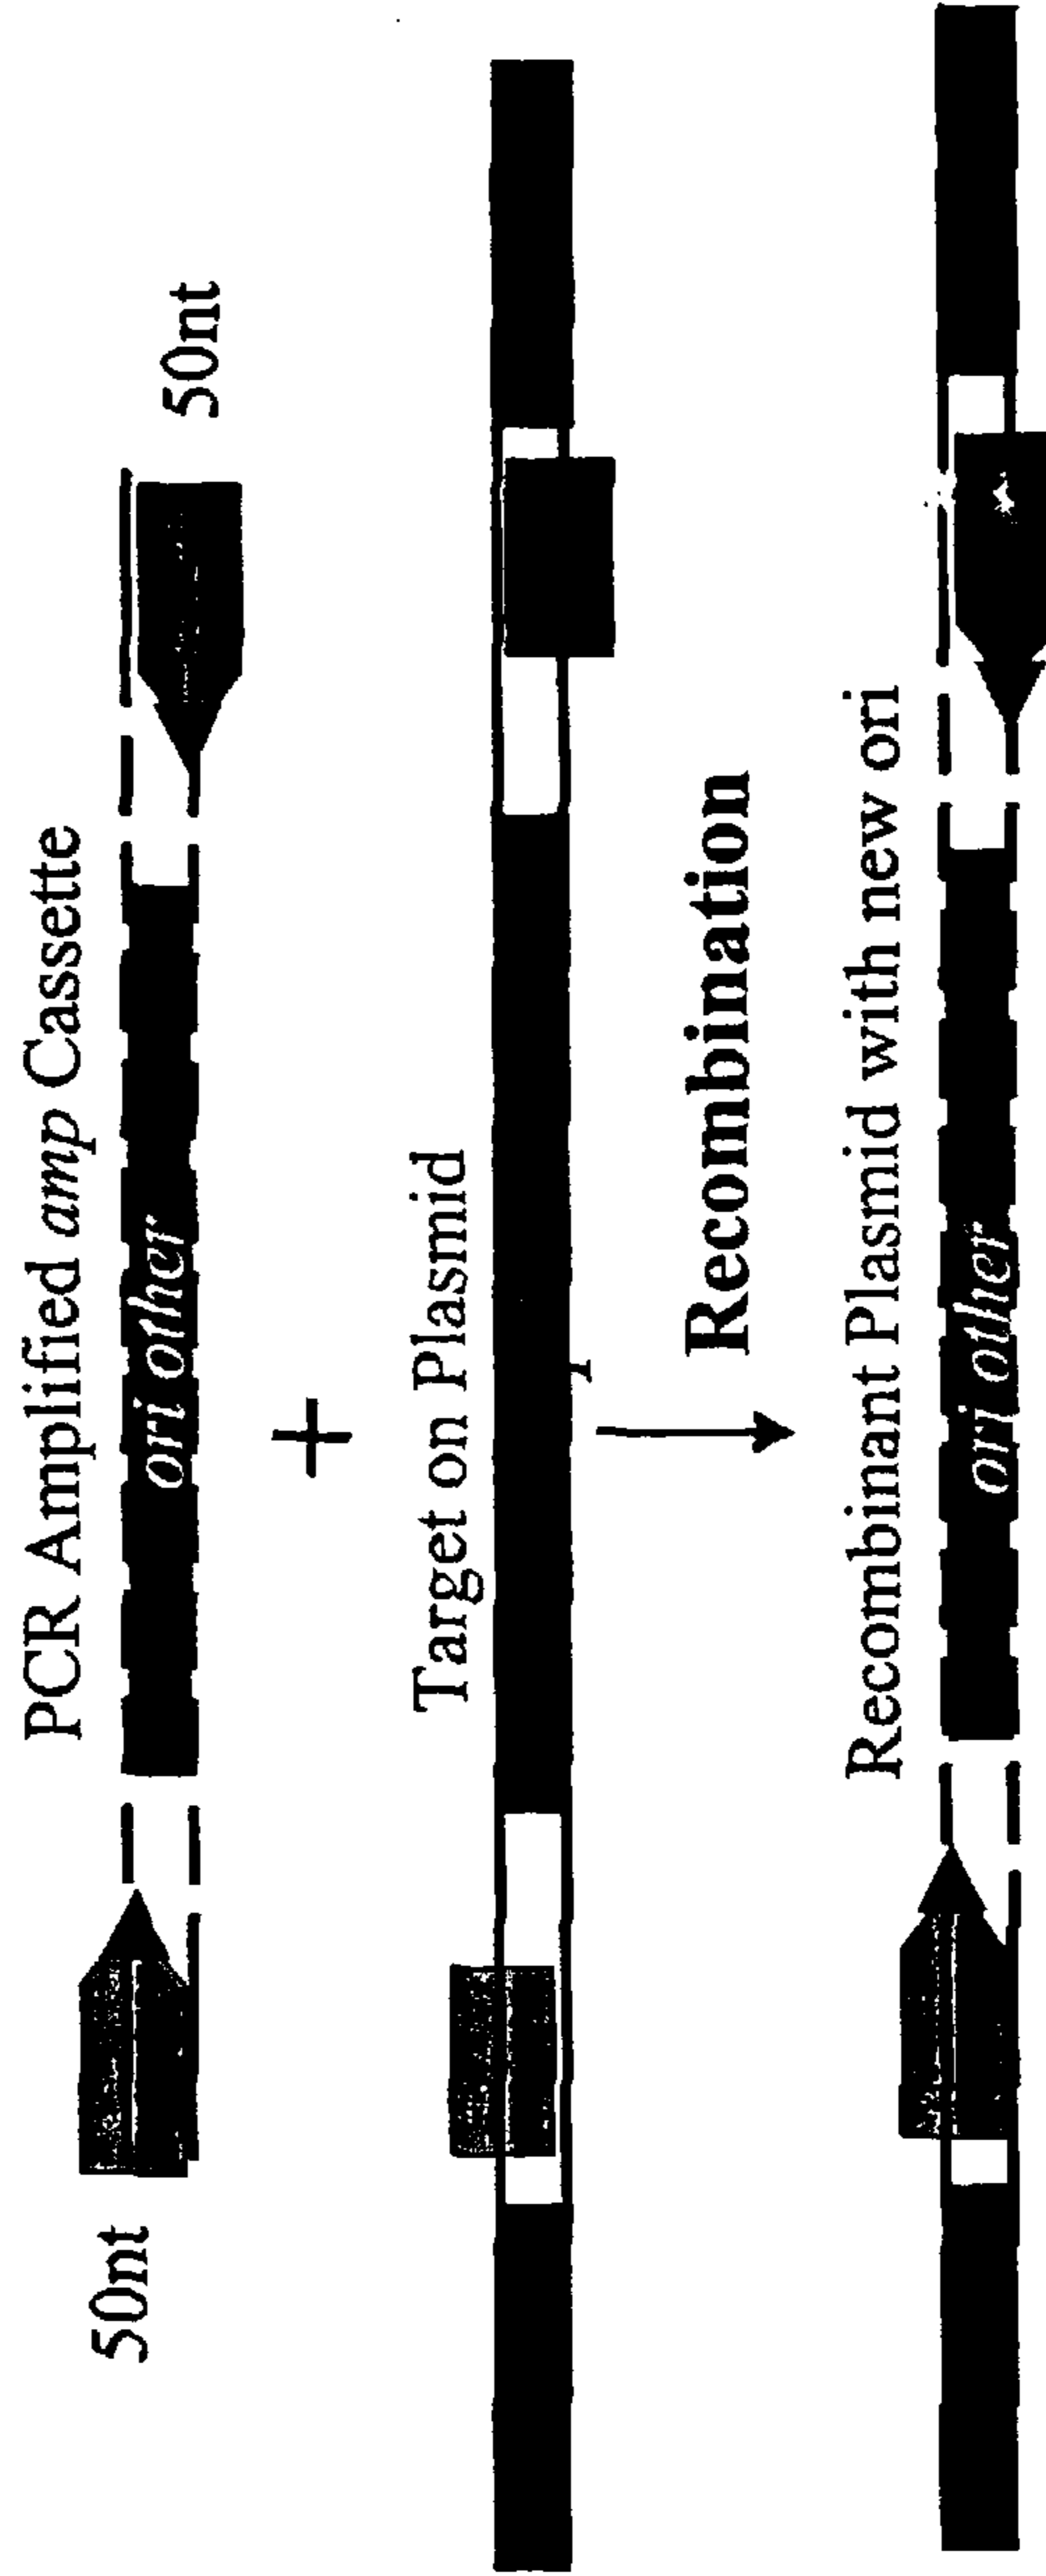 PCR Amplified amp Cassette
50nt
ori other
50nt
+
Target on Plasmid
Recombination
Recombinant Plasmid with new ori
ori other